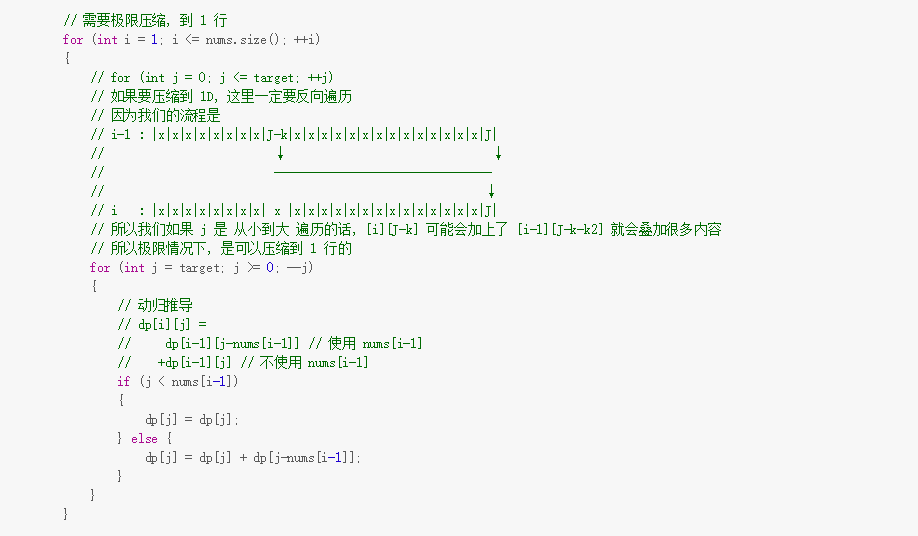 // 需要极限压缩，到 1 行
for (int i = 1; i <= nums.size(); ++i)
{
// for (int j = 0; j <= target; ++j)
// 如果要压缩到 1D，这里一定要反向遍历
// 因为我们的流程是
// i-1 : |x|x|x|x|x|x|x|x|J-k|x|x|x|x|x|x|x|x|x|x|x|x|x|x|J|
// ↓ ↓
// ————————————————
// ↓
// i : |x|x|x|x|x|x|x|x| x |x|x|x|x|x|x|x|x|x|x|x|x|x|x|J|
// 所以我们如果 j 是 从小到大 遍历的话，[i][J-k] 可能会加上了 [i-1][J-k-k2] 就会叠加很多内容
// 所以极限情况下，是可以压缩到 1 行的
for (int j = target; j >= 0; --j)
{
// 动归推导
// dp[i][j] =
// dp[i-1][j-nums[i-1]] // 使用 nums[i-1]
// +dp[i-1][j] // 不使用 nums[i-1]
if (j < nums[i-1])
{
dp[j] = dp[j];
} else {
dp[j] = dp[j] + dp[j-nums[i-1]];
}
}
}